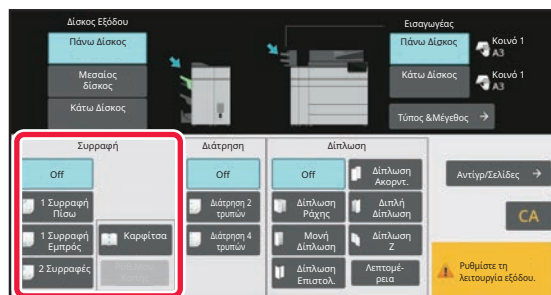 Δίσκος Εξόδου
Πάνω Δίσκος
Μεσαίος
δίσκος
Κάτω Δίσκος
Εισαγωγέας
Πάνω Δίσκος
Κοινό 1
A3
Κάτω Δίσκος
Κοινό 1
A3
Τύπος &Μέγεθος
Συρραφή
Off
1 Συρραφή
Πίσω
1 Συρραφή
Εμπρός
Καρφίτσα
2 Συρραφές
Διάτρηση
Off
Διάτρηση 2
τρυπών
Διάτρηση 4
τρυπών
Δίπλωση
Off
Δίπλωση
Ακορντ.
Δίπλωση
Ράχης
Διπλή
Δίπλωση
Μονή
Δίπλωση
Δίπλωση
Z
Δίπλωση
Επιστολ.
Λεπτομέ-
ρεια
Αντίγρ/Σελίδες
CA
Ρυθμίστε τη
λειτουργία εξόδου.